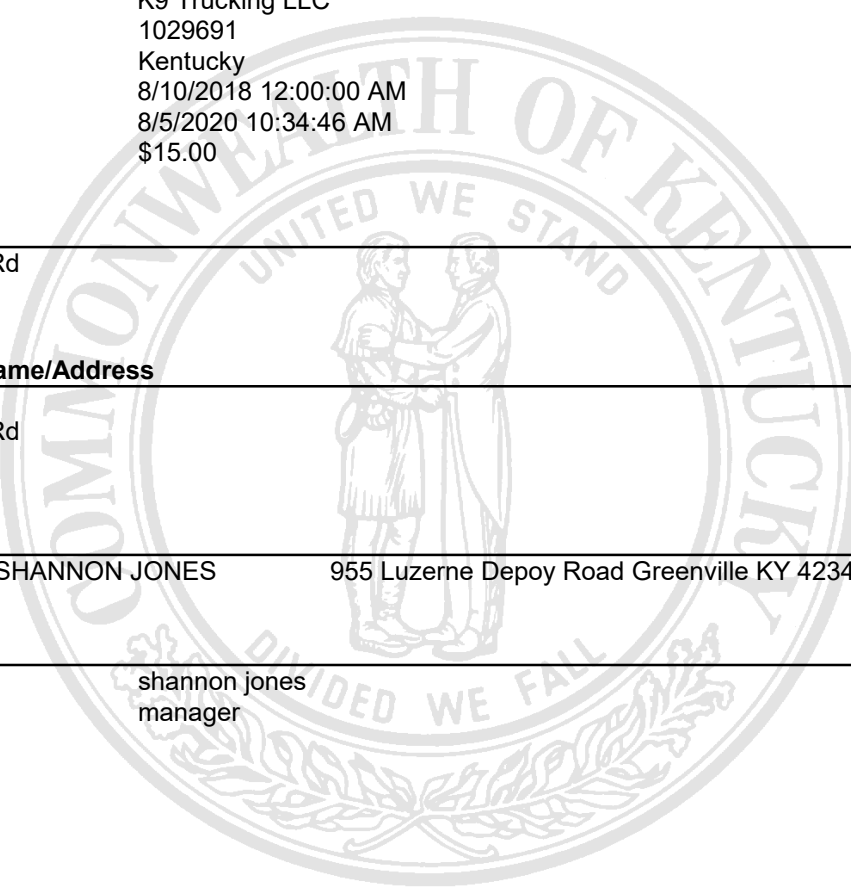 K9 Trucking LLC
1029691
Kentucky
8/10/2018 12:00:00 AM
8/5/2020 10:34:46 AM
$15.00
Rd
ame/Address
Rd
SHANNON JONES 955 Luzerne Depoy Road Greenville KY 4234
shannon jones
manager
COMMONWEALTH OF KENTUCKY
UNITED WE STAND
DIVIDED WE FALL